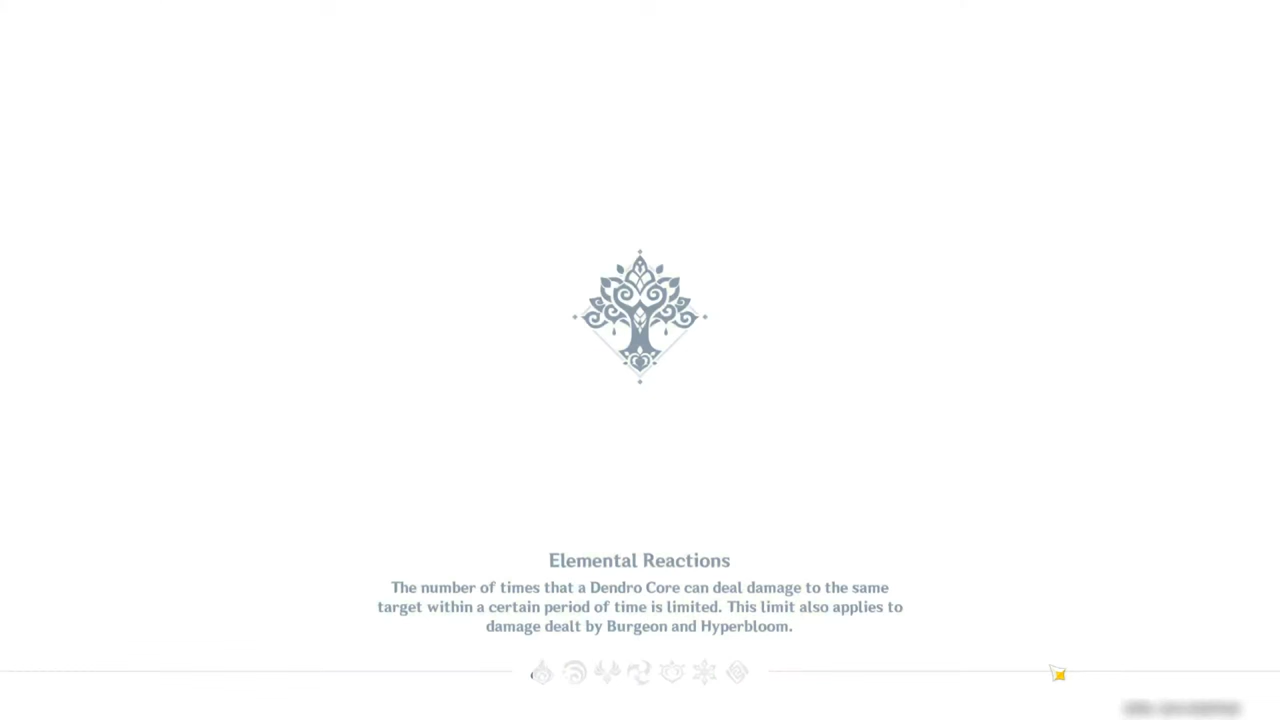 Elemental Reactions
The number of times that a Dendro Core can deal damage to the same
target within a certain period of time is limited. This limit also applies to
damage dealt by Burgeon and Hyperbloom.